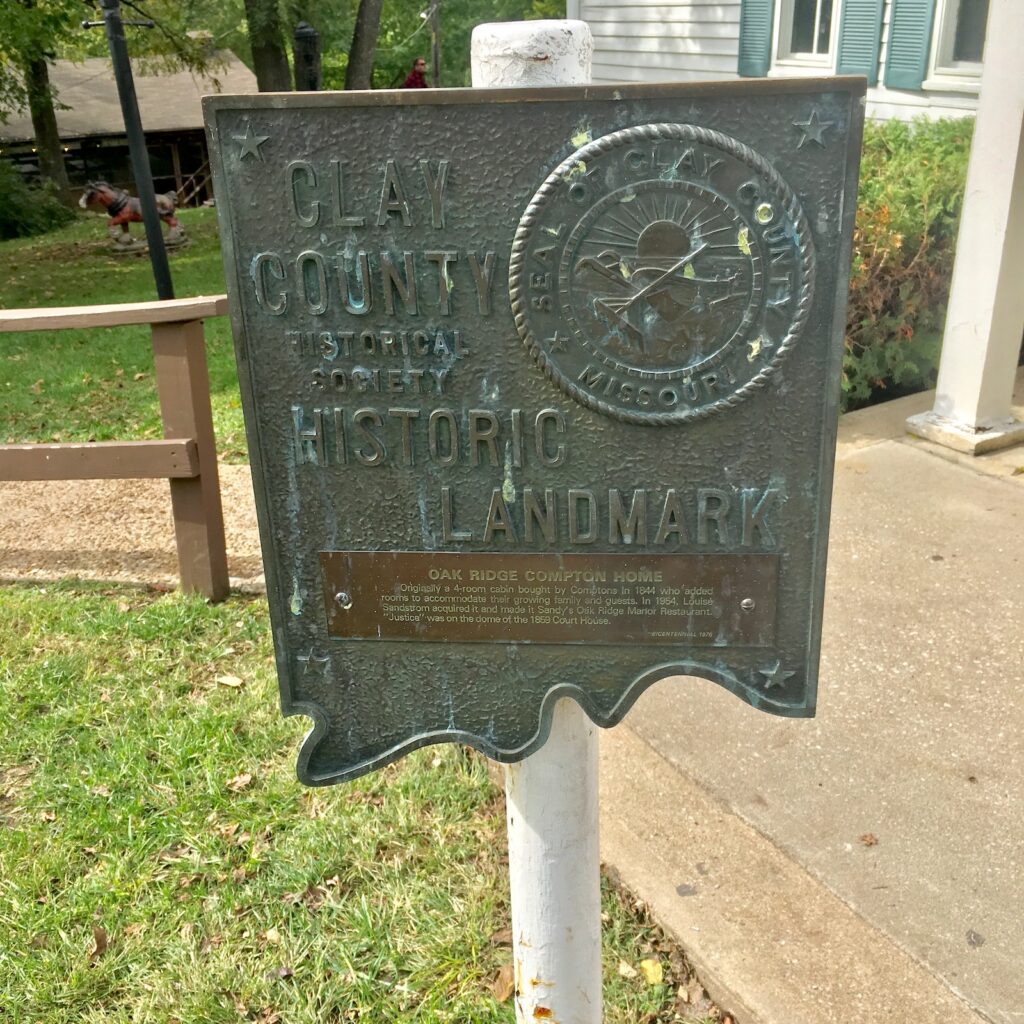 CLAY
COUNTY
HISTORICAL
SOCIETY
HISTORIC
LANDMARK
SEAL OF CLAY COUNTY
MISSOURI
OAK RIDGE COMPTON HOME
Originally a 4-room cabin bought by Comptons in 1844 who added
rooms to accommodate their growing family and guests. In 1954, Louise
Sandstrom acquired it and made it Sandy's Oak Ridge Manor Restaurant.
"Justice" was on the dome of the 1859 Court House.
—BICENTENNIAL 1976